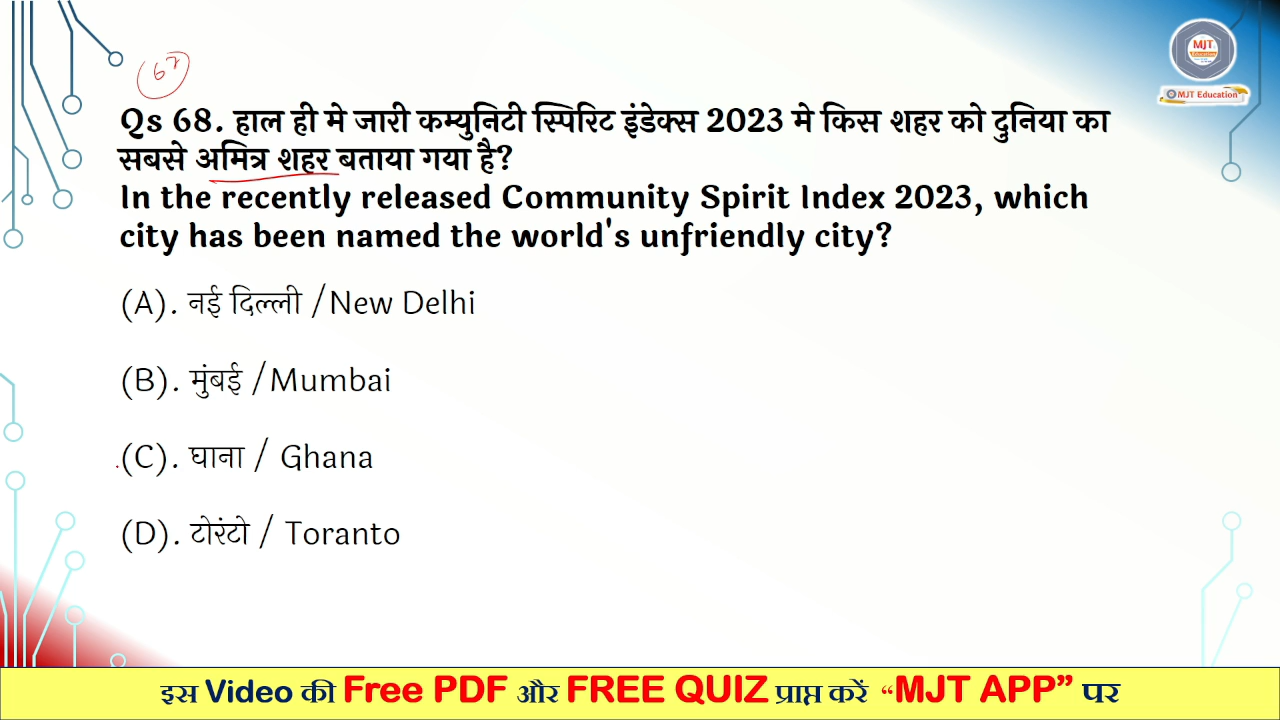 MJT
Education
MJT Education
67
Qs 68. हाल ही मे जारी कम्युनिटी स्पिरिट इंडेक्स 2023 मे किस शहर को दुनिया का
सबसे अमित्र शहर बताया गया है?
In the recently released Community Spirit Index 2023, which
city has been named the world's unfriendly city?
(A). नई दिल्ली /New Delhi
(B). मुंबई /Mumbai
(C). घाना / Ghana
(D). टोरंटो / Toranto
इस Video की Free PDF और FREE QUIZ प्राप्त करें “MJT APP” पर